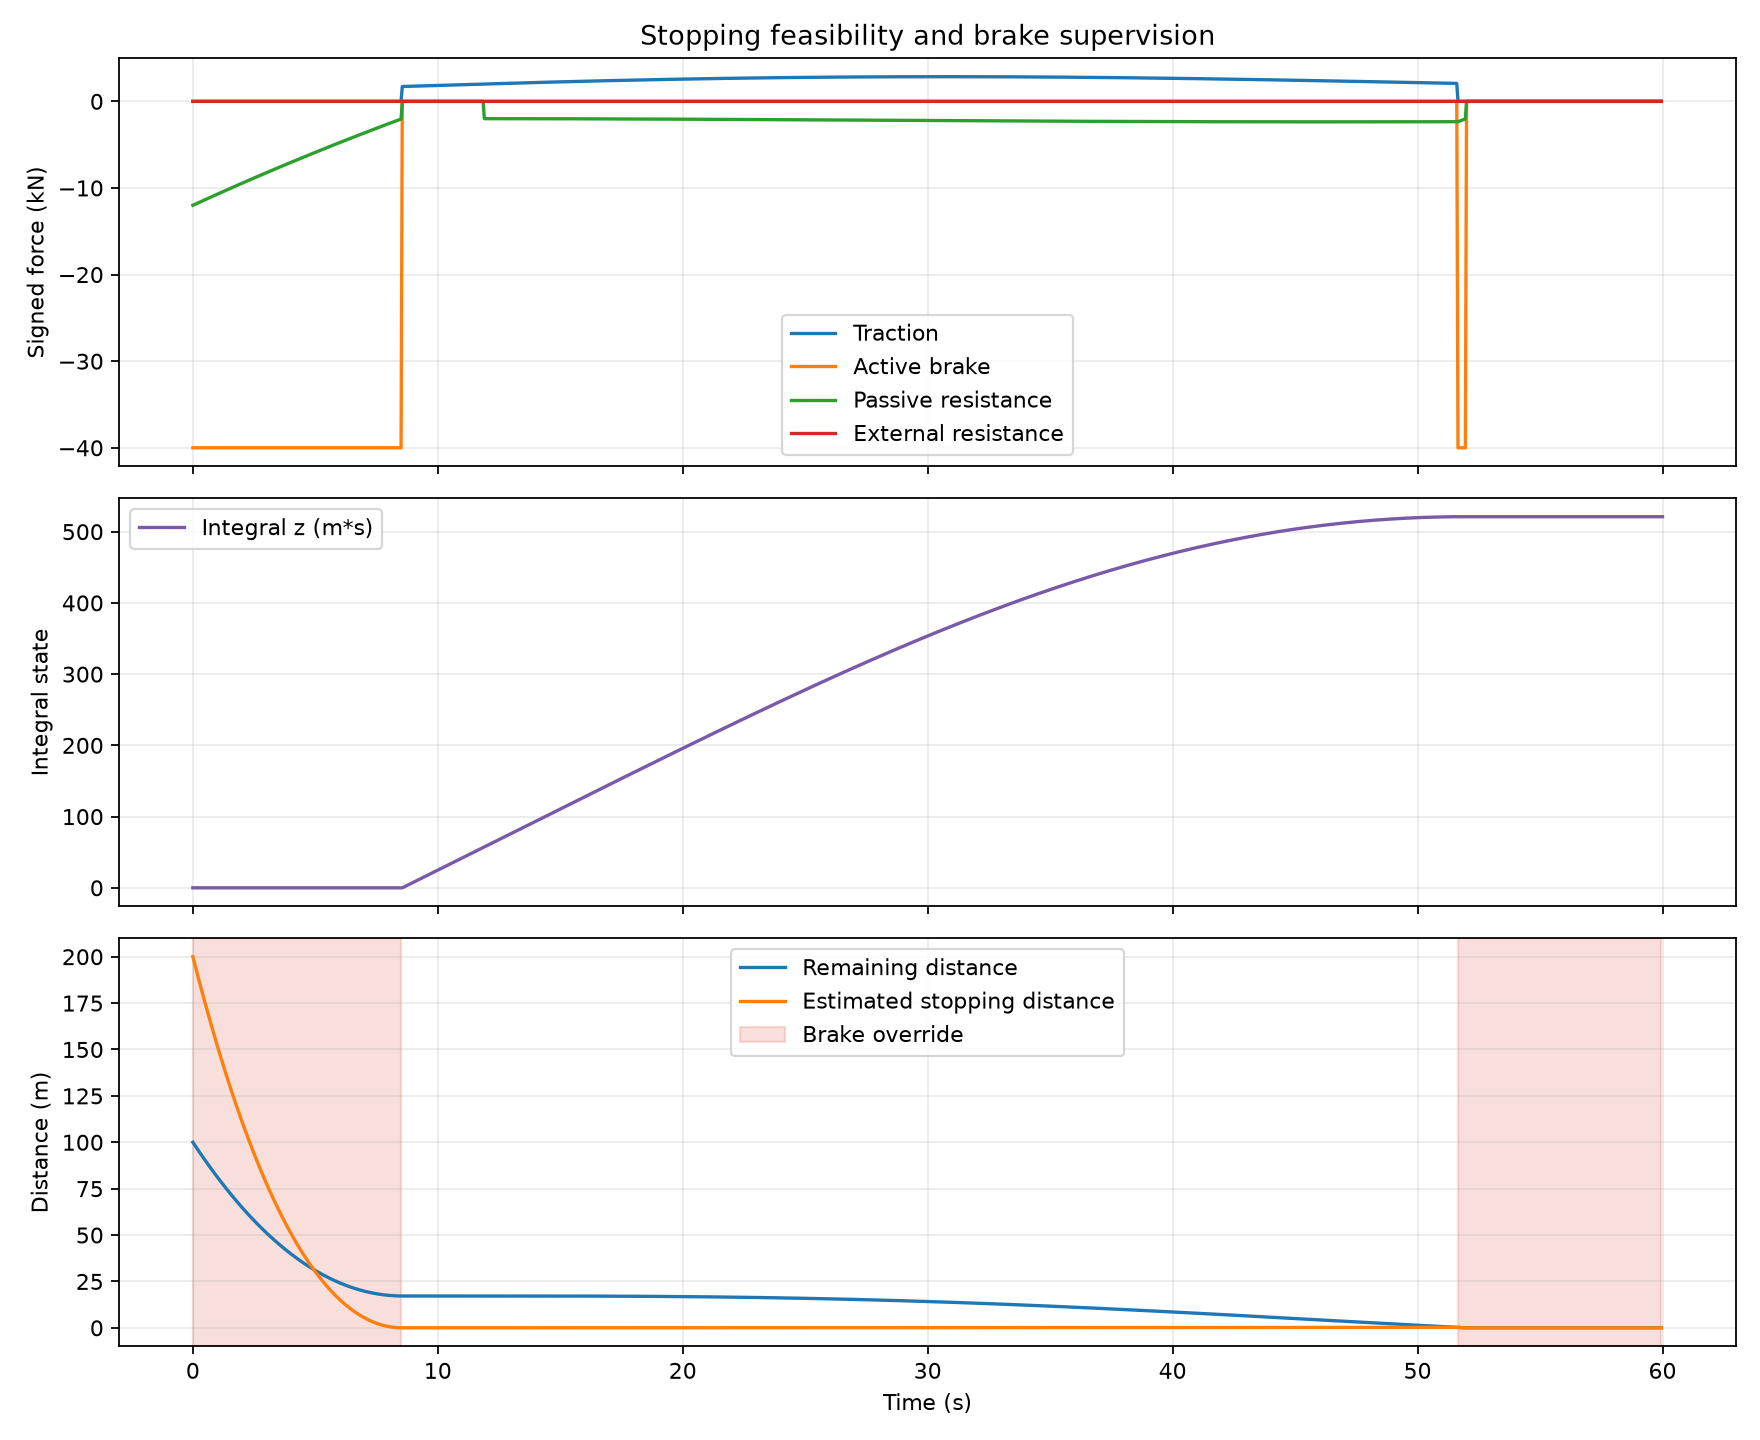 Stopping feasibility and brake supervision
Signed force (kN)
0
−10
−20
−30
−40
Traction
Active brake
Passive resistance
External resistance
Integral state
500
400
300
200
100
0
Integral z (m*s)
Distance (m)
200
175
150
125
100
75
50
25
0
Remaining distance
Estimated stopping distance
Brake override
0 10 20 30 40 50 60
Time (s)